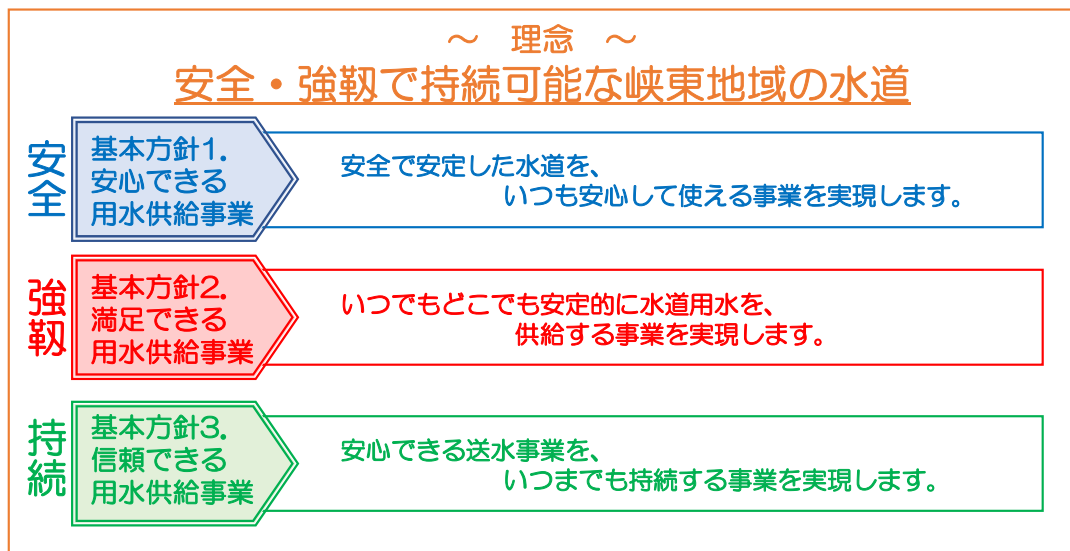 ～　理念　～
安全・強靱で持続可能な峡東地域の水道
安全
基本方針1．
安心できる
用水供給事業
安全で安定した水道を、
いつも安心して使える事業を実現します。
強靱
基本方針2．
満足できる
用水供給事業
いつでもどこでも安定的に水道用水を、
供給する事業を実現します。
持続
基本方針3．
信頼できる
用水供給事業
安心できる送水事業を、
いつまでも持続する事業を実現します。